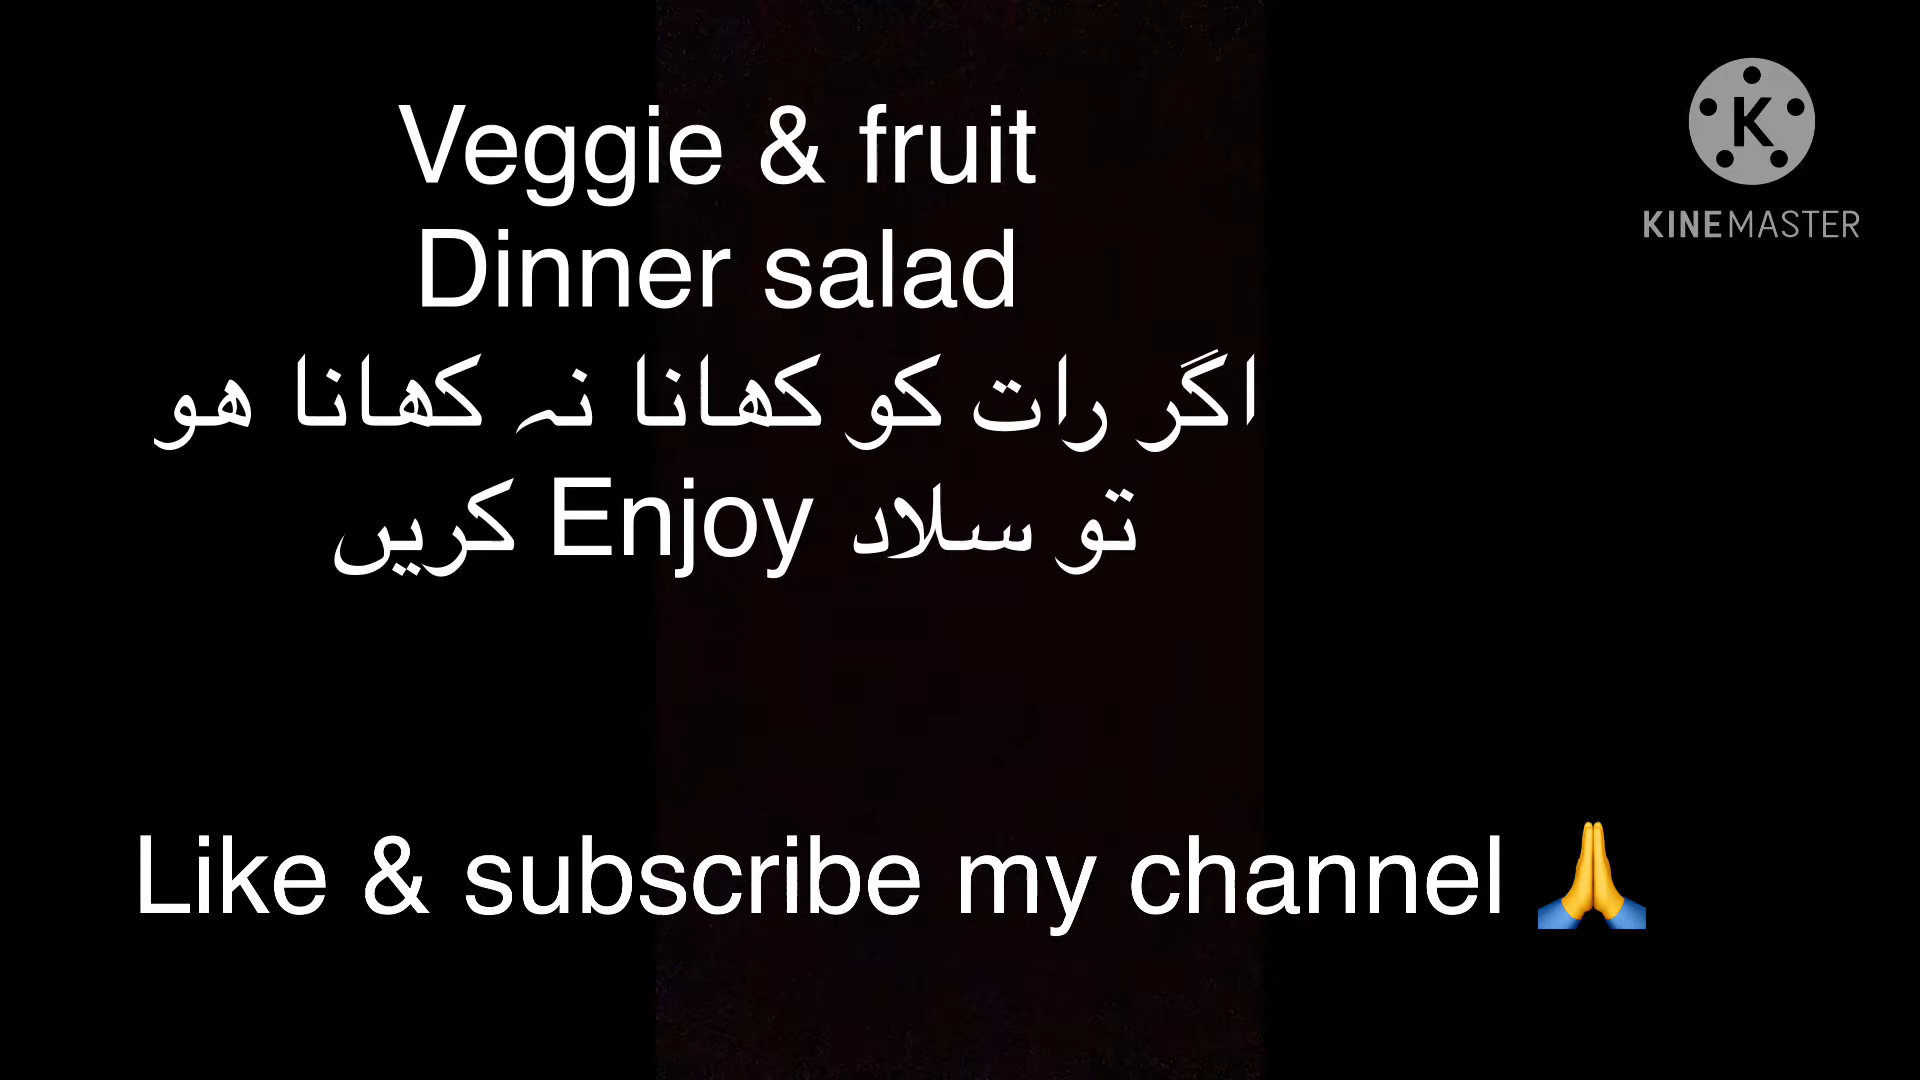 Veggie & fruit
Dinner salad
اگر رات کو کھانا نہ کھانا ھو
تو سلاد Enjoy کریں
Like & subscribe my channel 🙏
K
KINEMASTER